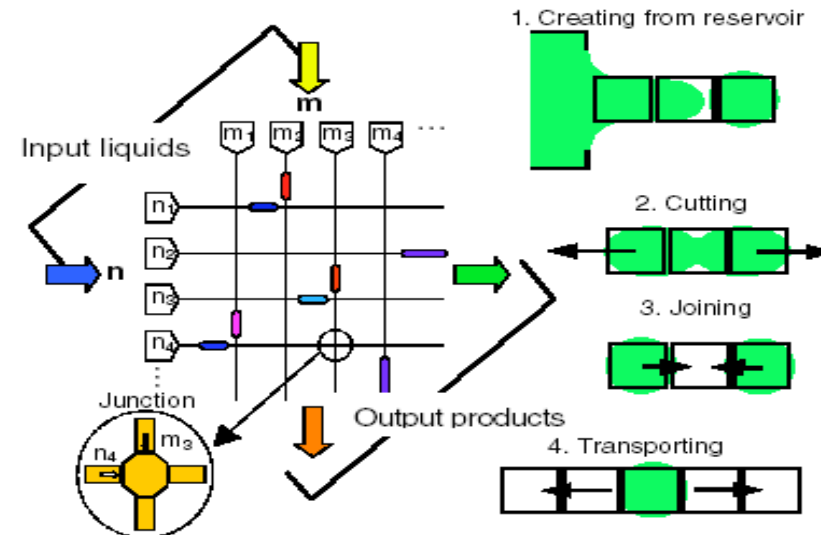 1. Creating from reservoir
m
Input liquids
m1 m2 m3 m4 ...
n1
2. Cutting
n2
n
n3
3. Joining
n4
...
Junction
Output products
m3
n4
4. Transporting